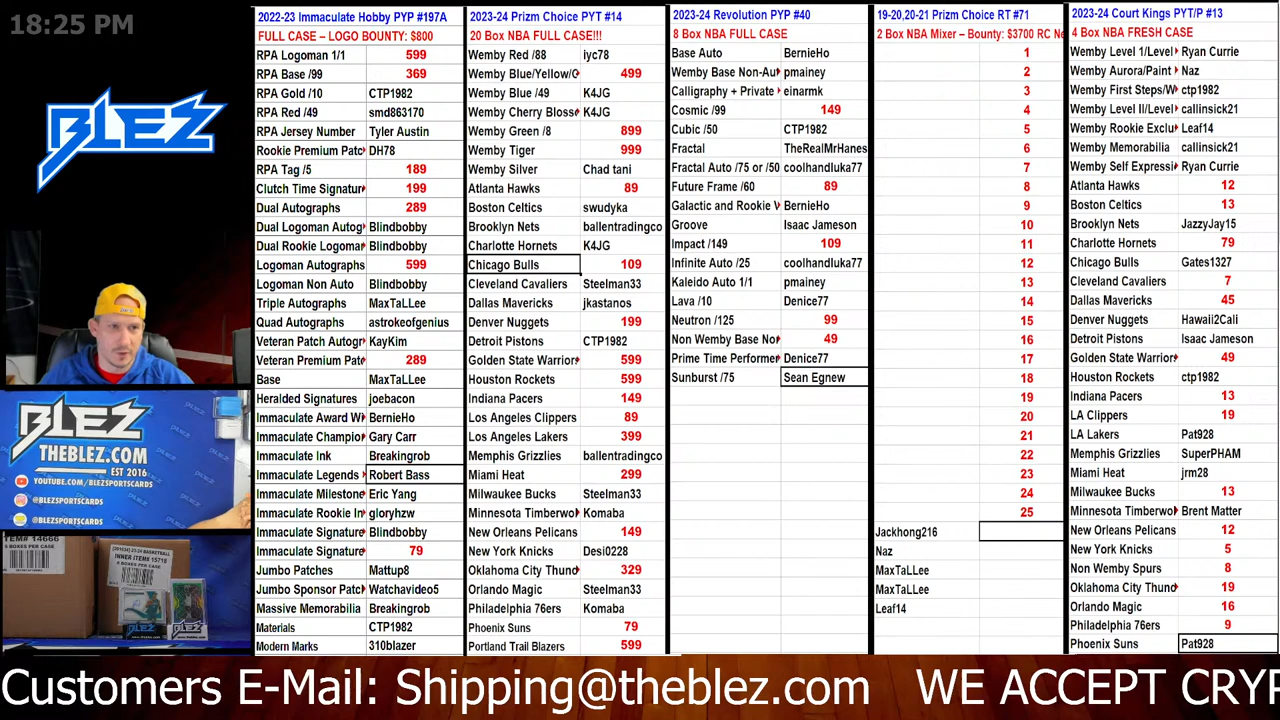 18:25 PM
BLEZ
BLEZ
THEBLEZ.COM
EST 2016
YOUTUBE.COM/BLEZSPORTSCARDS
@BLEZSPORTSCARDS
@BLEZSPORTSCARDS
ITEM# 14666
6 BOXES PER CASE
INNER ITEM# 15718
8 BOXES PER CASE
BLEZ
BLEZ
2022-23 Immaculate Hobby PYP #197A
FULL CASE – LOGO BOUNTY: $800
RPA Logoman 1/1 599
RPA Base /99 369
RPA Gold /10 CTP1982
RPA Red /49 smd863170
RPA Jersey Number Tyler Austin
Rookie Premium Patc DH78
RPA Tag /5 189
Clutch Time Signatur 199
Dual Autographs 289
Dual Logoman Autog Blindbobby
Dual Rookie Logomar Blindbobby
Logoman Autographs 599
Logoman Non Auto Blindbobby
Triple Autographs MaxTaLLee
Quad Autographs astrokeofgenius
Veteran Patch Autogr KayKim
Veteran Premium Pat 289
Base MaxTaLLee
Heralded Signatures joebacon
Immaculate Award Wi BernieHo
Immaculate Champio Gary Carr
Immaculate Ink Breakingrob
Immaculate Legends Robert Bass
Immaculate Milestone Eric Yang
Immaculate Rookie In gloryhzw
Immaculate Signatur Blindbobby
Immaculate Signatur 79
Jumbo Patches Mattup8
Jumbo Sponsor Patc Watchavideo5
Massive Memorabilia Breakingrob
Materials CTP1982
Modern Marks 310blazer
2023-24 Prizm Choice PYT #14
20 Box NBA FULL CASE!!!
Wemby Red /88 iyc78
Wemby Blue/Yellow/G 499
Wemby Blue /49 K4JG
Wemby Cherry Blosso K4JG
Wemby Green /8 899
Wemby Tiger 999
Wemby Silver Chad tani
Atlanta Hawks 89
Boston Celtics swudyka
Brooklyn Nets ballentradingco
Charlotte Hornets K4JG
Chicago Bulls 109
Cleveland Cavaliers Steelman33
Dallas Mavericks jkastanos
Denver Nuggets 199
Detroit Pistons CTP1982
Golden State Warrior 599
Houston Rockets 599
Indiana Pacers 149
Los Angeles Clippers 89
Los Angeles Lakers 399
Memphis Grizzlies ballentradingco
Miami Heat 299
Milwaukee Bucks Steelman33
Minnesota Timberwo Komaba
New Orleans Pelicans 149
New York Knicks Desi0228
Oklahoma City Thund 329
Orlando Magic Steelman33
Philadelphia 76ers Komaba
Phoenix Suns 79
Portland Trail Blazers 599
2023-24 Revolution PYP #40
8 Box NBA FULL CASE
Base Auto BernieHo
Wemby Base Non-Au pmainey
Calligraphy + Private einarmk
Cosmic /99 149
Cubic /50 CTP1982
Fractal TheRealMrHanes
Fractal Auto /75 or /50 coolhandluka77
Future Frame /60 89
Galactic and Rookie V BernieHo
Groove Isaac Jameson
Impact /149 109
Infinite Auto /25 coolhandluka77
Kaleido Auto 1/1 pmainey
Lava /10 Denice77
Neutron /125 99
Non Wemby Base No 49
Prime Time Performer Denice77
Sunburst /75 Sean Egnew
19-20,20-21 Prizm Choice RT #71
2 Box NBA Mixer – Bounty: $3700 RC Ne
1
2
3
4
5
6
7
8
9
10
11
12
13
14
15
16
17
18
19
20
21
22
23
24
25
Jackhong216
Naz
MaxTaLLee
MaxTaLLee
Leaf14
2023-24 Court Kings PYT/P #13
4 Box NBA FRESH CASE
Wemby Level 1/Level Ryan Currie
Wemby Aurora/Paint Naz
Wemby First Steps/W ctp1982
Wemby Level II/Level callinsick21
Wemby Rookie Exclu Leaf14
Wemby Memorabilia callinsick21
Wemby Self Expressi Ryan Currie
Atlanta Hawks 12
Boston Celtics 13
Brooklyn Nets JazzyJay15
Charlotte Hornets 79
Chicago Bulls Gates1327
Cleveland Cavaliers 7
Dallas Mavericks 45
Denver Nuggets Hawaii2Cali
Detroit Pistons Isaac Jameson
Golden State Warrior 49
Houston Rockets ctp1982
Indiana Pacers 13
LA Clippers 19
LA Lakers Pat928
Memphis Grizzlies SuperPHAM
Miami Heat jrm28
Milwaukee Bucks 13
Minnesota Timberwo Brent Matter
New Orleans Pelicans 12
New York Knicks 5
Non Wemby Spurs 8
Oklahoma City Thun 19
Orlando Magic 16
Philadelphia 76ers 9
Phoenix Suns Pat928
Customers E-Mail: Shipping@theblez.com WE ACCEPT CRYP